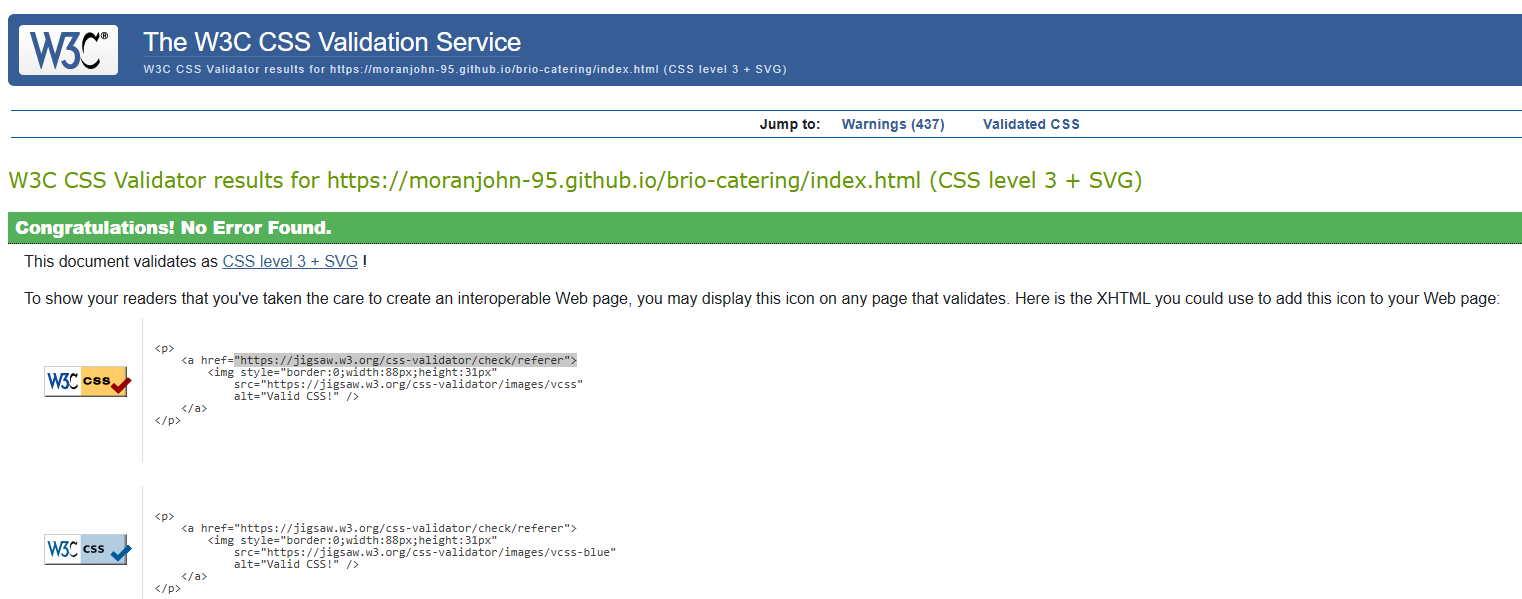 W3C®
The W3C CSS Validation Service
W3C CSS Validator results for https://moranjohn-95.github.io/brio-catering/index.html (CSS level 3 + SVG)
Jump to: Warnings (437) Validated CSS
W3C CSS Validator results for https://moranjohn-95.github.io/brio-catering/index.html (CSS level 3 + SVG)
Congratulations! No Error Found.
This document validates as CSS level 3 + SVG !
To show your readers that you've taken the care to create an interoperable Web page, you may display this icon on any page that validates. Here is the XHTML you could use to add this icon to your Web page:
W3C css
<p>
<a href="https://jigsaw.w3.org/css-validator/check/referer">
<img style="border:0;width:88px;height:31px"
src="https://jigsaw.w3.org/css-validator/images/vcss"
alt="Valid CSS!" />
</a>
</p>
W3C css
<p>
<a href="https://jigsaw.w3.org/css-validator/check/referer">
<img style="border:0;width:88px;height:31px"
src="https://jigsaw.w3.org/css-validator/images/vcss-blue"
alt="Valid CSS!" />
</a>
</p>